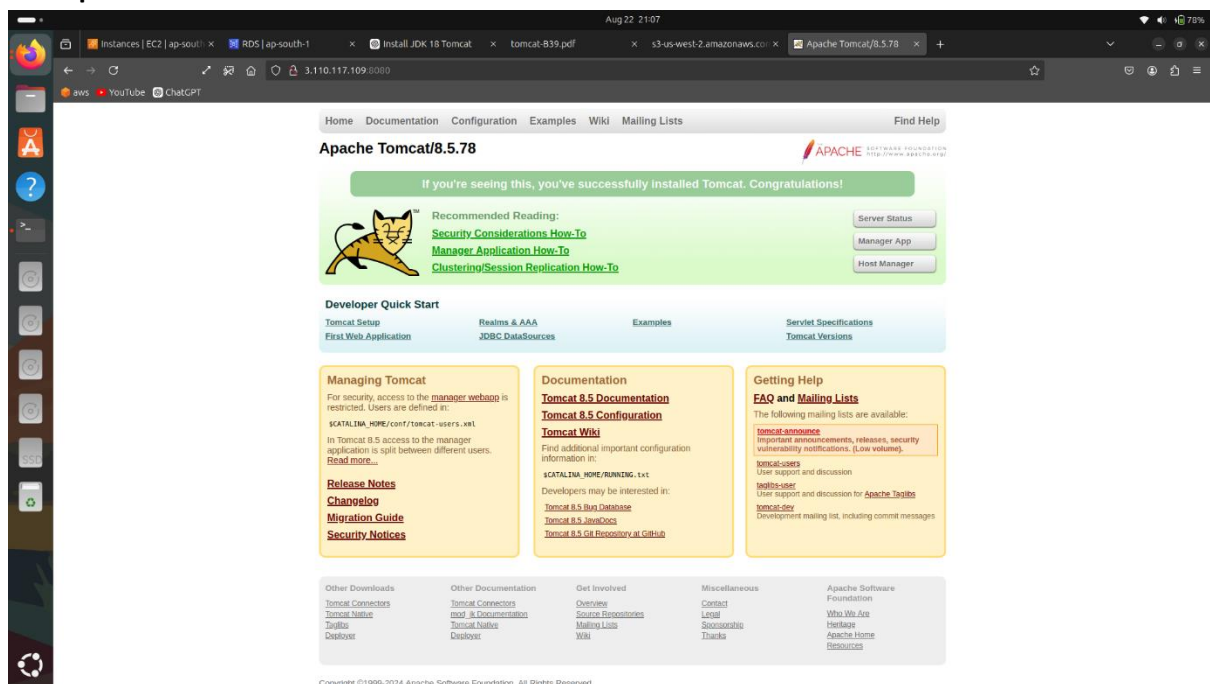 Aug 22 21:07
78%
Instances | EC2 | ap-south
RDS | ap-south-1
Install JDK 18 Tomcat
tomcat-B39.pdf
s3-us-west-2.amazonaws.co
Apache Tomcat/8.5.78
3.110.117.109:8080
aws YouTube ChatGPT
Home Documentation Configuration Examples Wiki Mailing Lists Find Help
Apache Tomcat/8.5.78
APACHE SOFTWARE FOUNDATION
http://www.apache.org/
If you're seeing this, you've successfully installed Tomcat. Congratulations!
TM
Recommended Reading:
Security Considerations How-To
Manager Application How-To
Clustering/Session Replication How-To
Server Status
Manager App
Host Manager
Developer Quick Start
Tomcat Setup
First Web Application
Realms & AAA
JDBC DataSources
Examples
Servlet Specifications
Tomcat Versions
Managing Tomcat
For security, access to the manager webapp is
restricted. Users are defined in:
$CATALINA_HOME/conf/tomcat-users.xml
In Tomcat 8.5 access to the manager
application is split between different users.
Read more...
Release Notes
Changelog
Migration Guide
Security Notices
Documentation
Tomcat 8.5 Documentation
Tomcat 8.5 Configuration
Tomcat Wiki
Find additional important configuration
information in:
$CATALINA_HOME/RUNNING.txt
Developers may be interested in:
Tomcat 8.5 Bug Database
Tomcat 8.5 JavaDocs
Tomcat 8.5 Git Repository at GitHub
Getting Help
FAQ and Mailing Lists
The following mailing lists are available:
tomcat-announce
Important announcements, releases, security
vulnerability notifications. (Low volume).
tomcat-users
User support and discussion
taglibs-user
User support and discussion for Apache Taglibs
tomcat-dev
Development mailing list, including commit messages
SSD
Other Downloads
Tomcat Connectors
Tomcat Native
Taglibs
Deployer
Other Documentation
Tomcat Connectors
mod_jk Documentation
Tomcat Native
Deployer
Get Involved
Overview
Source Repositories
Mailing Lists
Wiki
Miscellaneous
Contact
Legal
Sponsorship
Thanks
Apache Software
Foundation
Who We Are
Heritage
Apache Home
Resources
Copyright ©1999-2024 Apache Software Foundation. All Rights Reserved